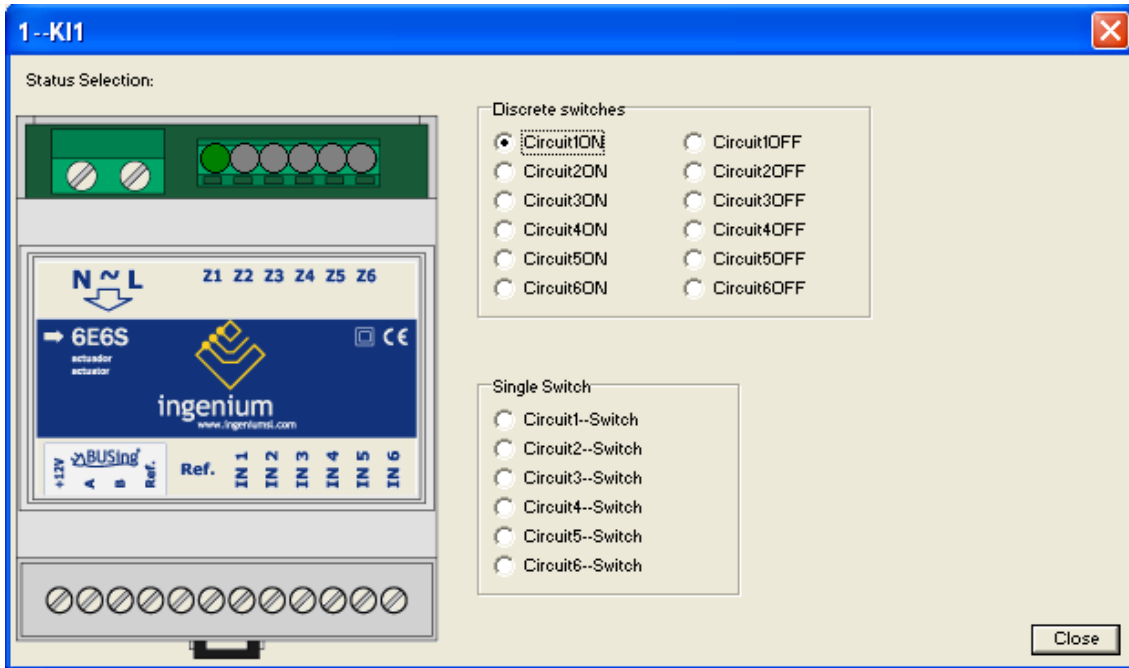 1--KI1
Status Selection:
N ~ L
Z1 Z2 Z3 Z4 Z5 Z6
6E6S
actuador
actuator
CE
ingenium
www.ingeniumsl.com
+12V A B Ref.
BUSing
Ref. IN 1 IN 2 IN 3 IN 4 IN 5 IN 6
Discrete switches
Circuit1ON Circuit1OFF
Circuit2ON Circuit2OFF
Circuit3ON Circuit3OFF
Circuit4ON Circuit4OFF
Circuit5ON Circuit5OFF
Circuit6ON Circuit6OFF
Single Switch
Circuit1--Switch
Circuit2--Switch
Circuit3--Switch
Circuit4--Switch
Circuit5--Switch
Circuit6--Switch
Close